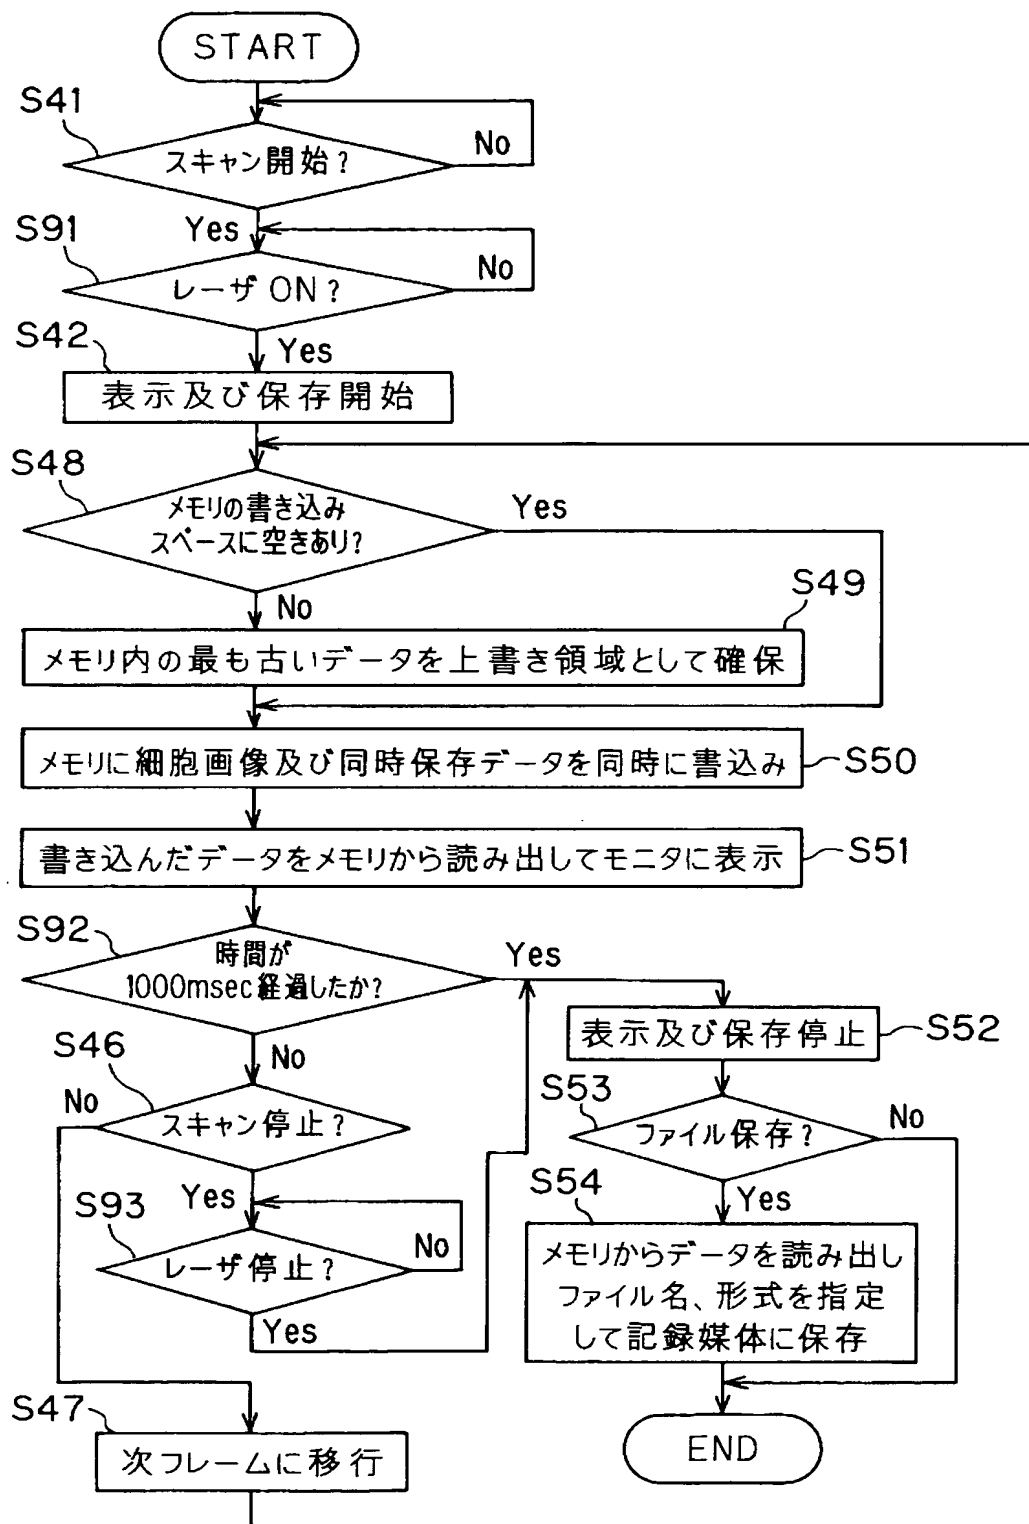 START
S41
スキャン開始?
No
Yes
S91
レーザON?
No
Yes
S42
表示及び保存開始
S48
メモリの書き込み
スペースに空きあり?
Yes
No
S49
メモリ内の最も古いデータを上書き領域として確保
メモリに細胞画像及び同時保存データを同時に書込み
S50
書き込んだデータをメモリから読み出してモニタに表示
S51
S92
時間が
1000msec経過したか?
Yes
No
表示及び保存停止
S52
S46
スキャン停止?
No
Yes
S53
ファイル保存?
No
Yes
S93
レーザ停止?
No
Yes
S54
メモリからデータを読み出し
ファイル名、形式を指定
して記録媒体に保存
S47
次フレームに移行
END